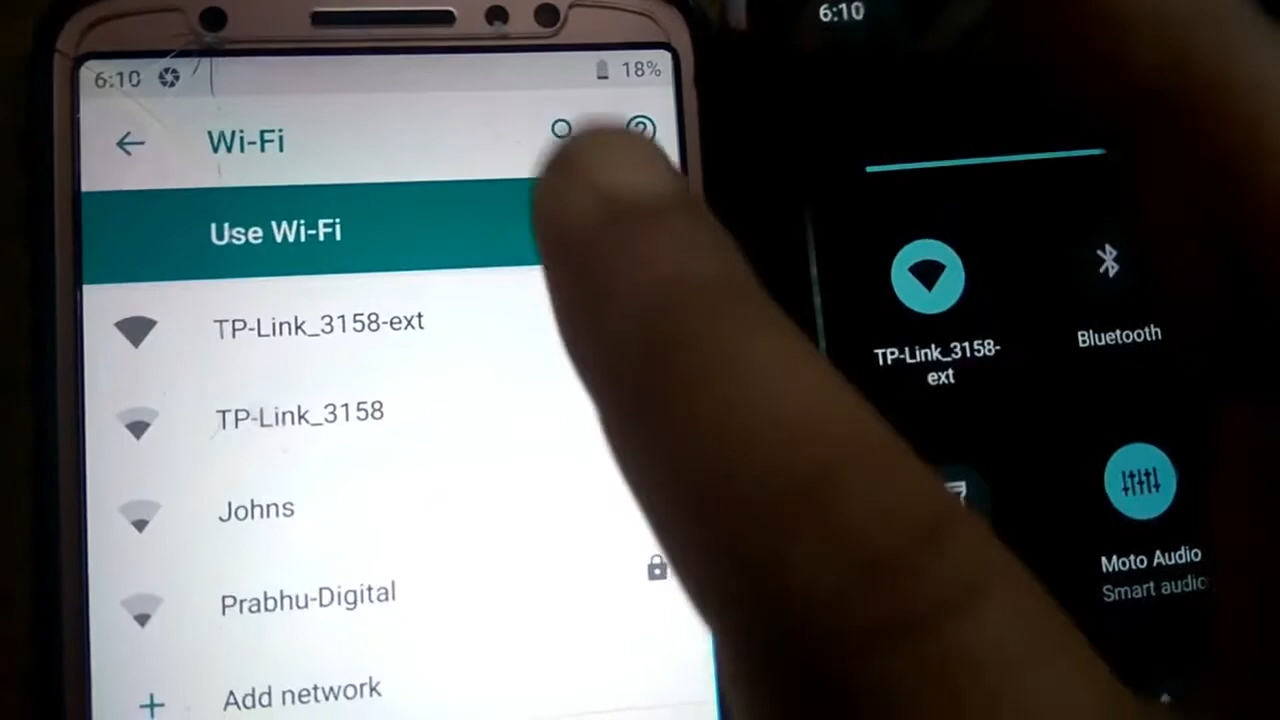 6:10
18%
Wi-Fi
Use Wi-Fi
TP-Link_3158-ext
TP-Link_3158
Johns
Prabhu-Digital
Add network
6:10
TP-Link_3158-
ext
Bluetooth
Moto Audio
Smart audio